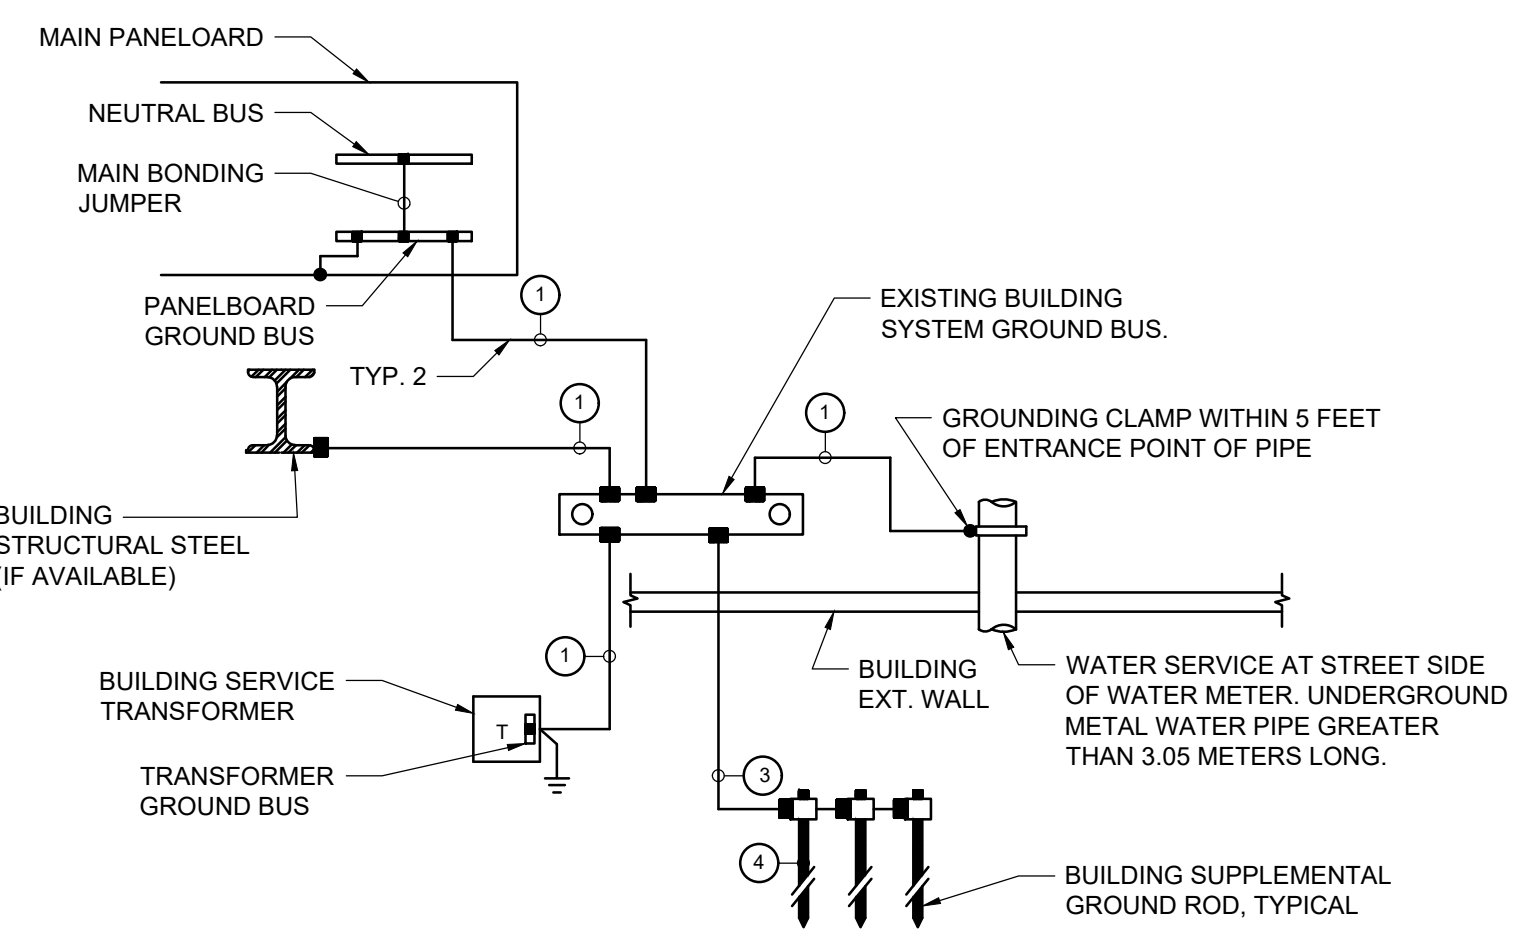 MAIN PANELOARD
NEUTRAL BUS
MAIN BONDING
JUMPER
PANELBOARD
GROUND BUS
1
TYP. 2
EXISTING BUILDING
SYSTEM GROUND BUS.
1
1
GROUNDING CLAMP WITHIN 5 FEET
OF ENTRANCE POINT OF PIPE
BUILDING
STRUCTURAL STEEL
(IF AVAILABLE)
1
BUILDING SERVICE
TRANSFORMER
T
TRANSFORMER
GROUND BUS
BUILDING
EXT. WALL
WATER SERVICE AT STREET SIDE
OF WATER METER. UNDERGROUND
METAL WATER PIPE GREATER
THAN 3.05 METERS LONG.
3
4
BUILDING SUPPLEMENTAL
GROUND ROD, TYPICAL